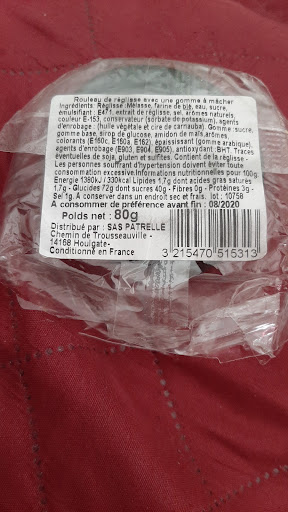 Rouleau de réglisse avec une gomme à mâcher
Ingrédients: Réglisse :Mélasse, farine de blé, eau, sucre,
émulsifiant : E471, extrait de réglisse, sel, arômes naturels,
couleur E-153, conservateur (sorbate de potassium), agents
d'enrobage : (huile végétale et cire de carnauba). Gomme : sucre,
gomme base, sirop de glucose, amidon de maïs,arômes,
colorants (E160c, E160a, E162), épaississant (gomme arabique),
agents d'enrobage (E903, E904, E905), antioxydant : BHT. Traces
éventuelles de soja, gluten et sulfites. Contient de la réglisse -
Les personnes souffrant d'hypertension doivent éviter toute
consommation excessive.Informations nutritionnelles pour 100g.
Energie 1380kJ / 330kcal Lipides 1,7g dont acides gras saturés
1,7g - Glucides 72g dont sucres 40g - Fibres 0g - Protéines 3g -
Sel 1g. A conserver dans un endroit sec et frais. lot : 10758
A consommer de préférence avant fin : 08/2020
Poids net : 80g
Distribué par : SAS PATRELLE
Chemin de Trousseauville -
14168 Houlgate-
Conditionné en France
3 215470 515313